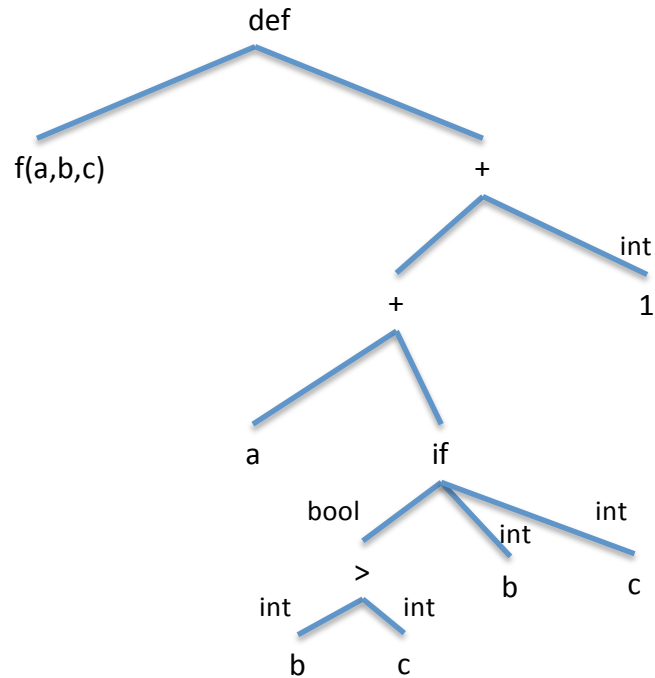 def
f(a,b,c)
+
int
+
1
a
if
bool
int
int
>
b
c
int
int
b
c